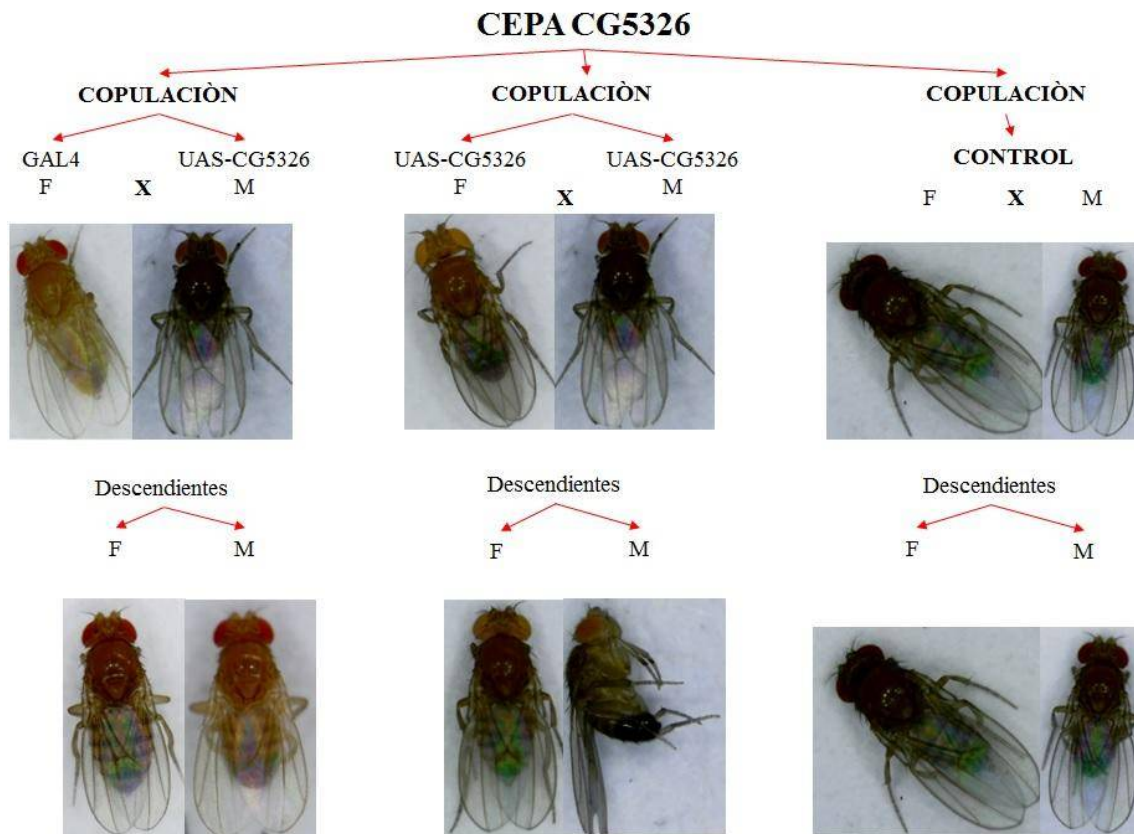 CEPA CG5326
COPULACIÒN
COPULACIÒN
COPULACIÒN
GAL4
UAS-CG5326
F
X
M
UAS-CG5326
UAS-CG5326
F
X
M
CONTROL
F
X
M
Descendientes
F
M
Descendientes
F
M
Descendientes
F
M